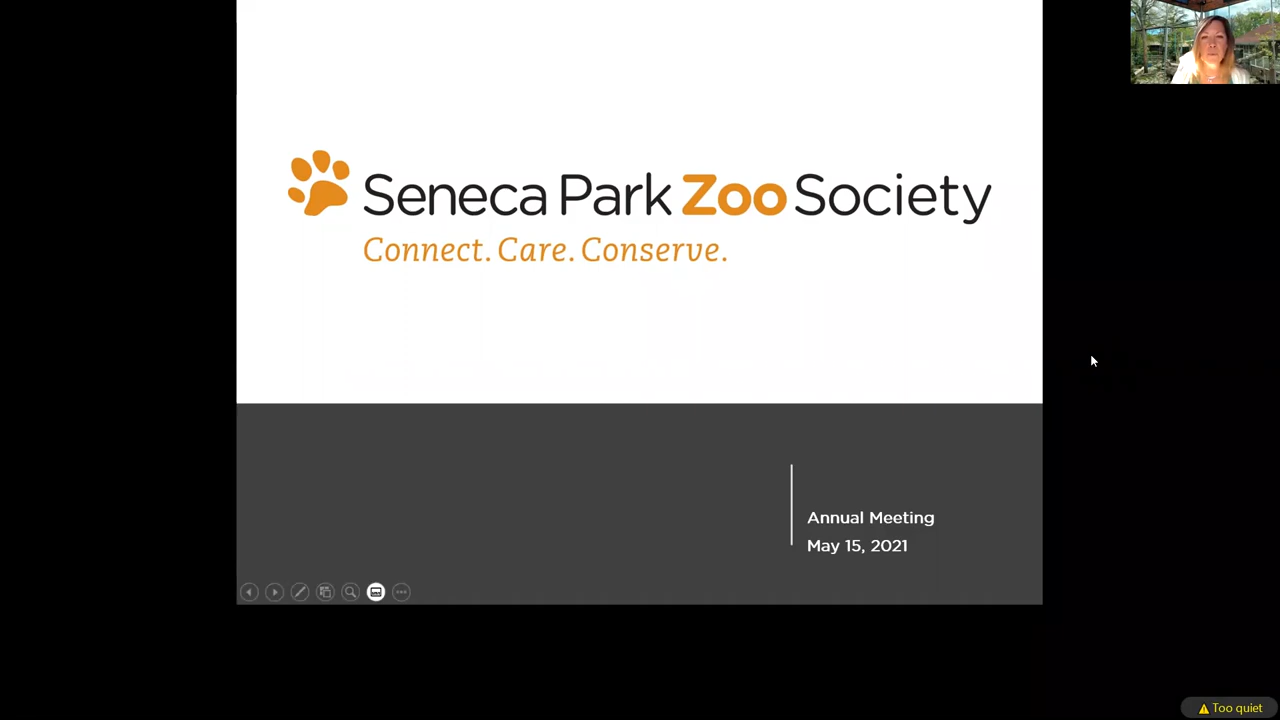 Seneca Park Zoo Society
Connect. Care. Conserve.
Annual Meeting
May 15, 2021
Too quiet